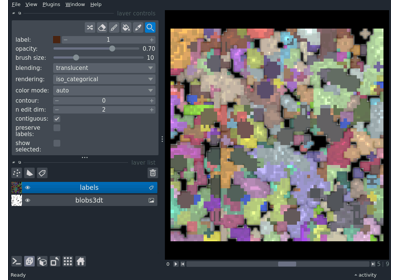 File View Plugins Window Help
layer controls
label: 1
opacity: 0.70
brush size: 10
blending: translucent
rendering: iso_categorical
color mode: auto
contour: 0
n edit dim: 2
contiguous:
preserve
labels:
show
selected:
layer list
labels
blobs3dt
Ready
activity